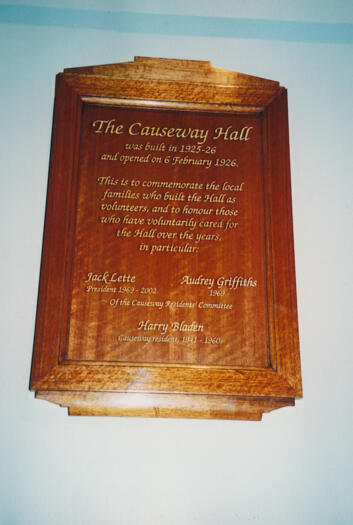 The Causeway Hall
was built in 1925-26
and opened on 6 February 1926.
This is to commemorate the local
families who built the Hall as
volunteers, and to honour those
who have voluntarily cared for
the Hall over the years,
in particular:
Jack Lette Audrey Griffiths
President 1969 - 2002 1969
Of the Causeway Residents' Committee
Harry Bladen
Causeway resident, 1941 - 1960s